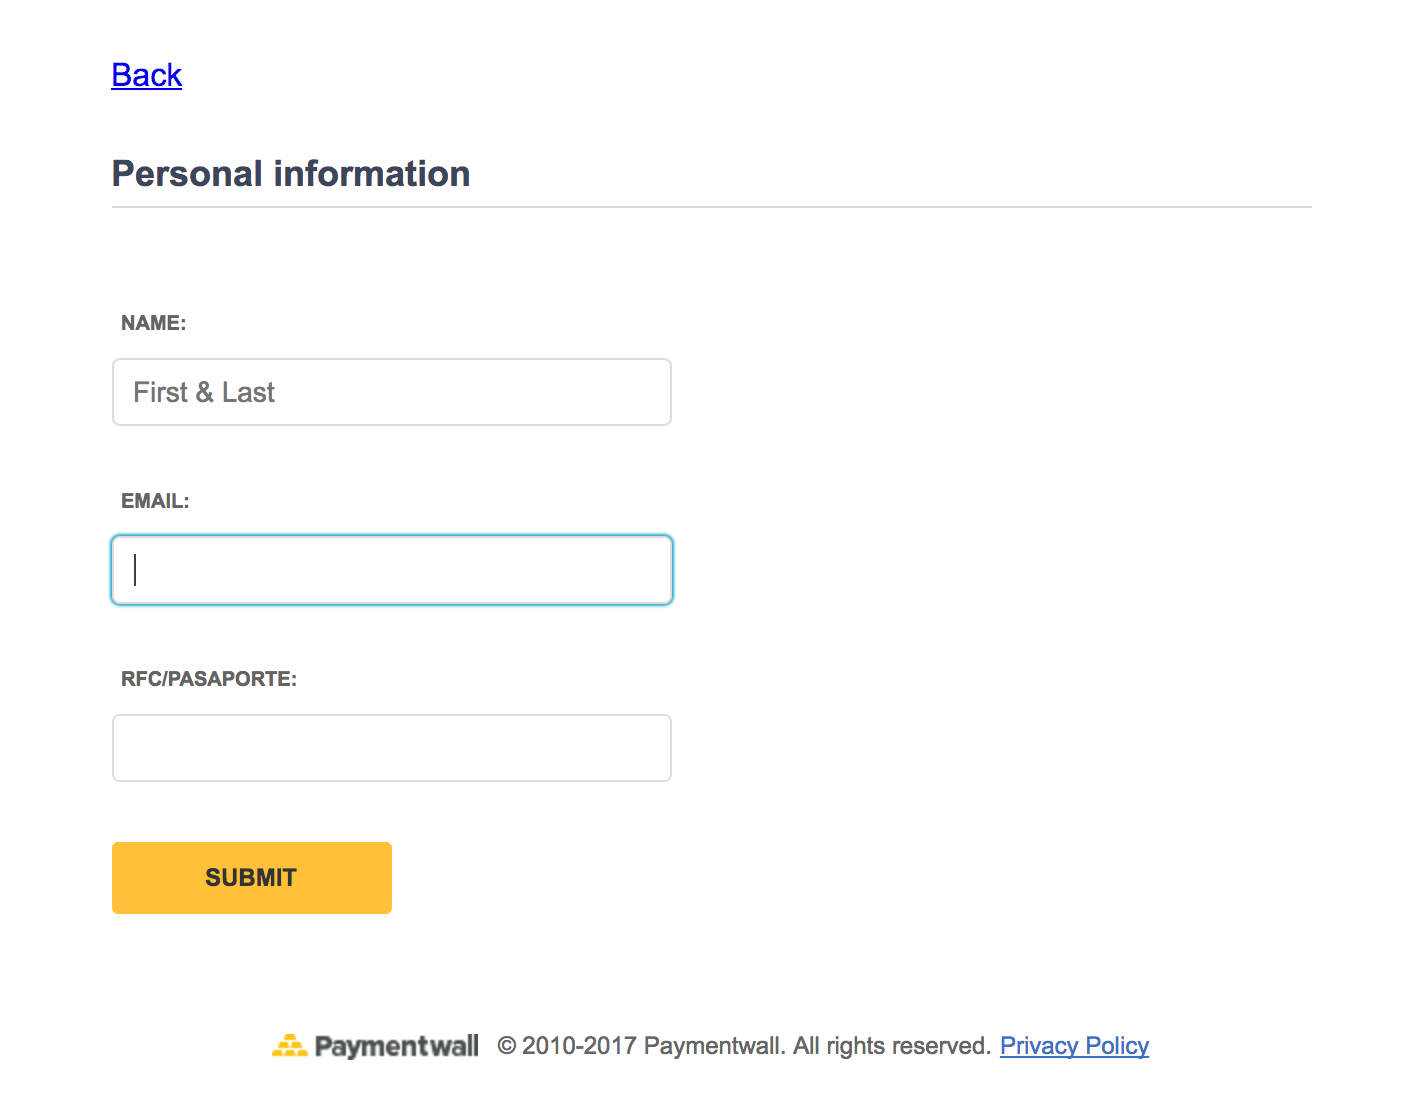 Back
Personal information
NAME:
First & Last
EMAIL:
RFC/PASAPORTE:
SUBMIT
Paymentwall © 2010-2017 Paymentwall. All rights reserved. Privacy Policy